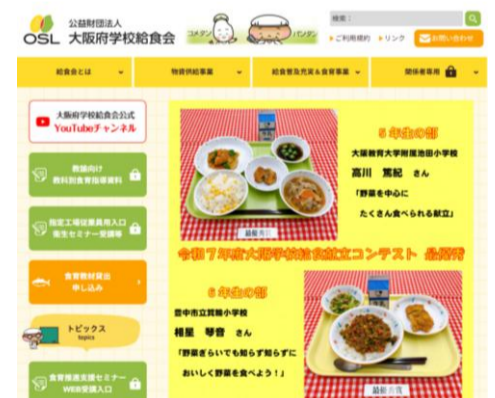 公益財団法人
OSL 大阪府学校給食会
コメタン
パンタン
検索：
ご利用規約
リンク
お問い合わせ
給食会とは
物資供給事業
給食普及充実&食育事業
関係者専用
大阪府学校給食会公式
YouTubeチャンネル
教職員向け
教科別食育指導資料
指定工場従業員用入口
衛生セミナー受講等
食育教材貸出
申し込み
トピックス
topics
食育推進支援セミナー
WEB受講入口
5年生の部
大阪教育大学附属池田小学校
高川 篤紀 さん
「野菜を中心に
たくさん食べられる献立」
最優秀賞
令和7年度大阪学校給食献立コンテスト 最優秀
6年生の部
豊中市立箕輪小学校
相星 琴音 さん
「野菜ぎらいでも知らず知らずに
おいしく野菜を食べよう！」
最優秀賞